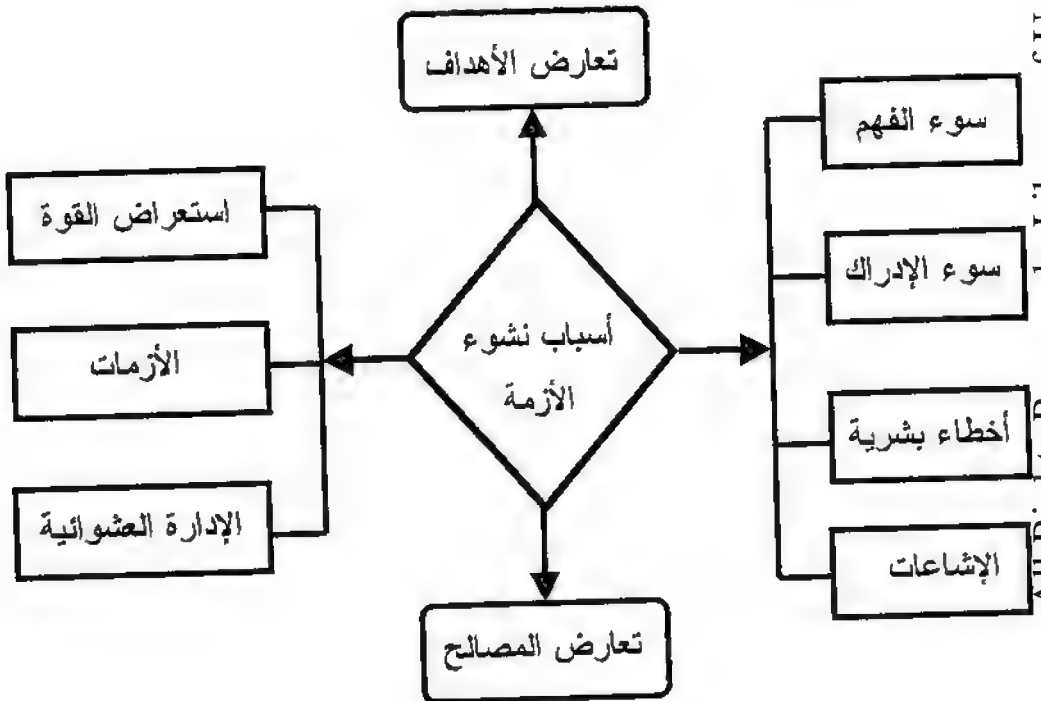 تعارض الأهداف
سوء الفهم
سوء الإدراك
أخطاء بشرية
الإشاعات
أسباب نشوء
الأزمة
استعراض القوة
الأزمات
الإدارة العشوائية
تعارض المصالح